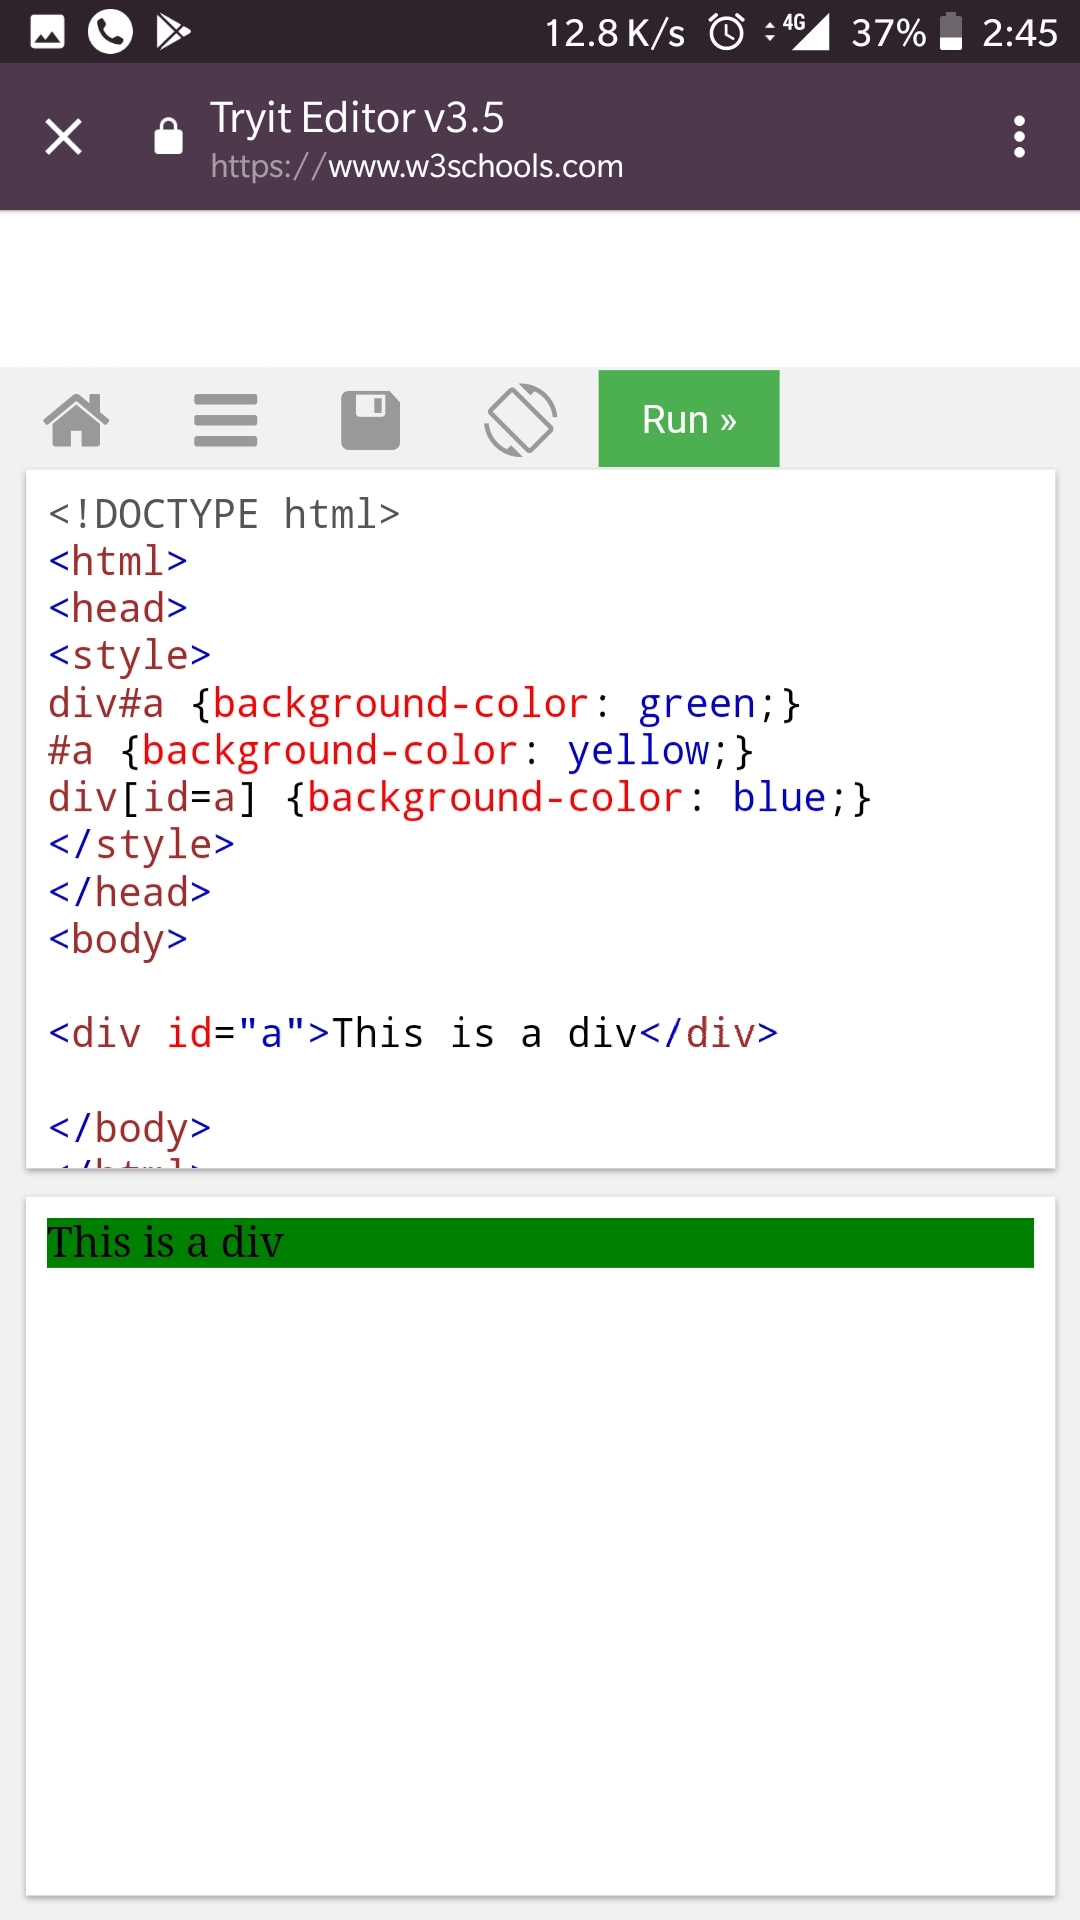 12.8 K/s 4G 37% 2:45
Tryit Editor v3.5
https://www.w3schools.com
Run »
<!DOCTYPE html>
<html>
<head>
<style>
div#a {background-color: green;}
#a {background-color: yellow;}
div[id=a] {background-color: blue;}
</style>
</head>
<body>
<div id="a">This is a div</div>
</body>
This is a div